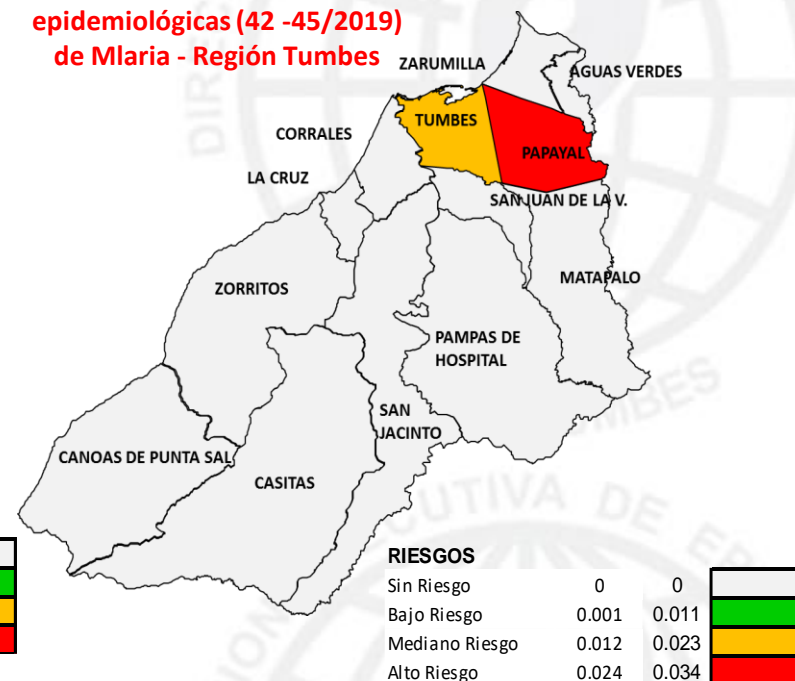 epidemiológicas (42 -45/2019)
de Mlaria - Región Tumbes
ZARUMILLA
AGUAS VERDES
TUMBES
CORRALES
PAPAYAL
LA CRUZ
SAN JUAN DE LA V.
MATAPALO
ZORRITOS
PAMPAS DE
HOSPITAL
SAN
JACINTO
CANOAS DE PUNTA SAL
CASITAS
RIESGOS
Sin Riesgo 0 0
Bajo Riesgo 0.001 0.011
Mediano Riesgo 0.012 0.023
Alto Riesgo 0.024 0.034